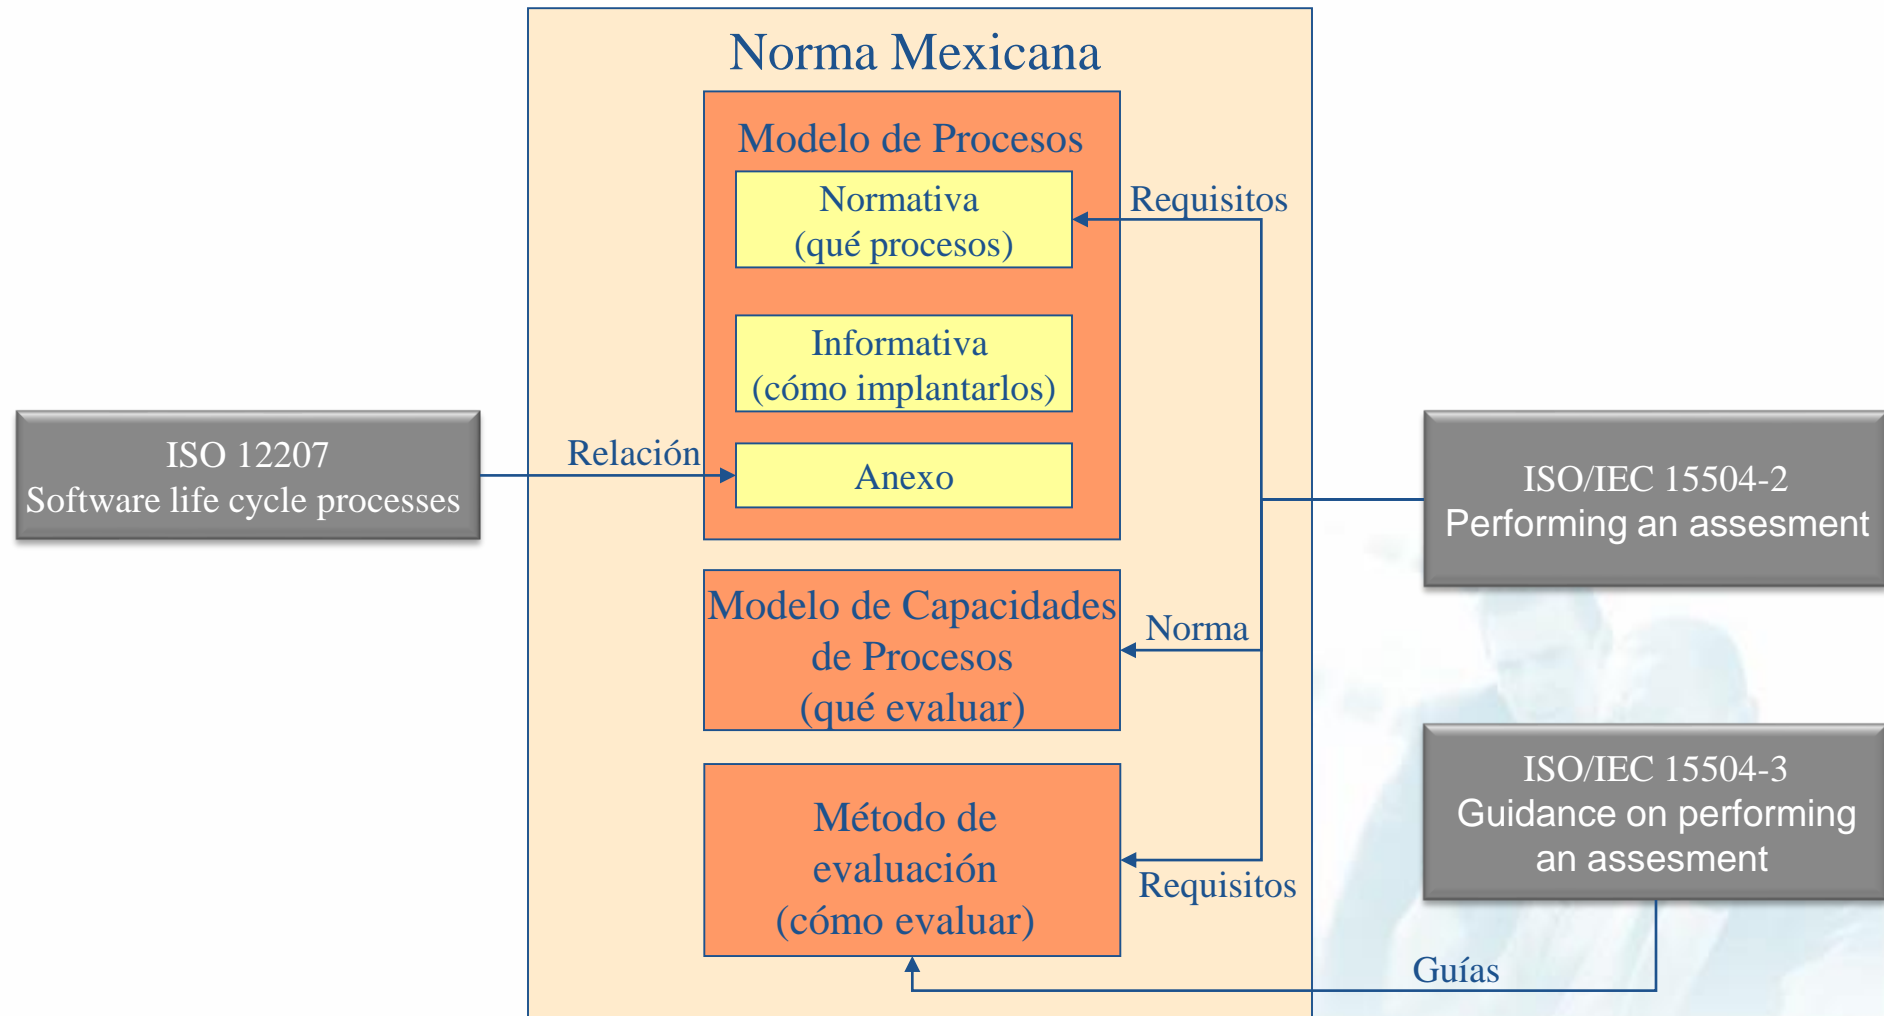 Norma Mexicana
Modelo de Procesos
Normativa
(qué procesos)
Requisitos
Informativa
(cómo implantarlos)
ISO 12207
Software life cycle processes
Relación
Anexo
ISO/IEC 15504-2
Performing an assesment
Modelo de Capacidades
de Procesos
(qué evaluar)
Norma
Método de
evaluación
(cómo evaluar)
Requisitos
ISO/IEC 15504-3
Guidance on performing
an assesment
Guías